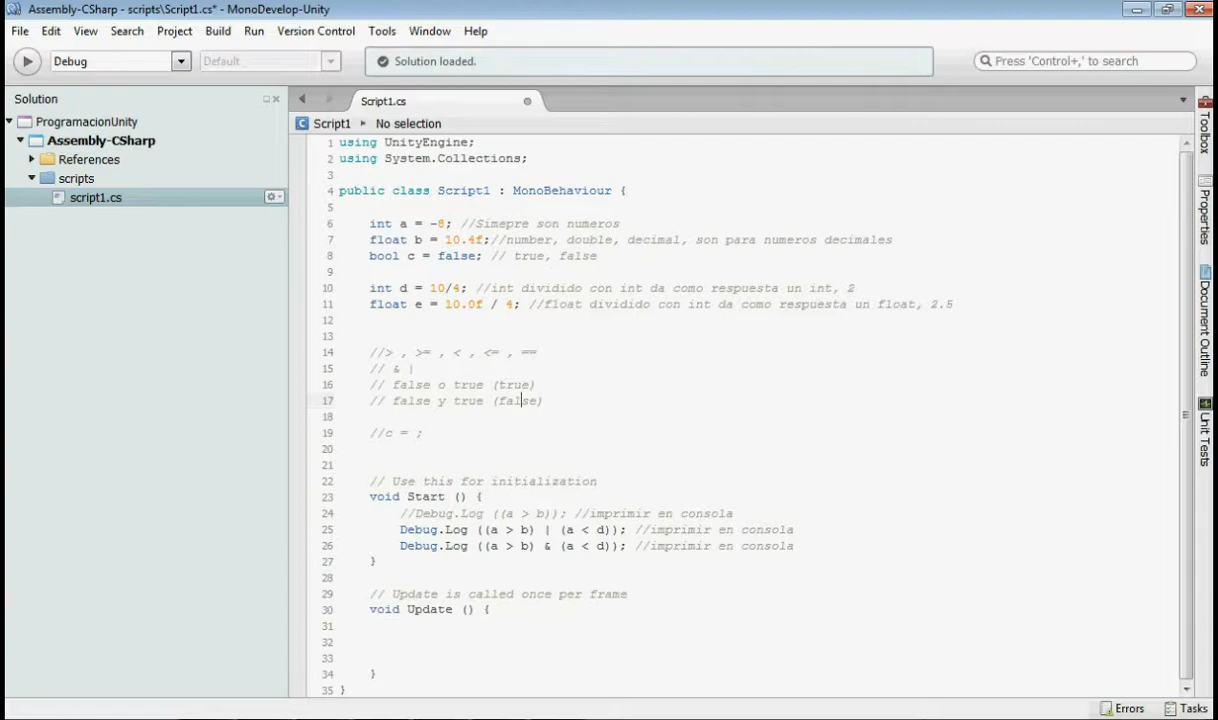 Assembly-CSharp - scripts\Script1.cs* - MonoDevelop-Unity
File Edit View Search Project Build Run Version Control Tools Window Help
Debug Default Solution loaded. Press 'Control+,' to search
Solution
ProgramacionUnity
Assembly-CSharp
References
scripts
script1.cs
Script1.cs
Script1 No selection
1 using UnityEngine;
2 using System.Collections;
3
4 public class Script1 : MonoBehaviour {
5
6 int a = -8; //Simepre son numeros
7 float b = 10.4f;//number, double, decimal, son para numeros decimales
8 bool c = false; // true, false
9
10 int d = 10/4; //int dividido con int da como respuesta un int, 2
11 float e = 10.0f / 4; //float dividido con int da como respuesta un float, 2.5
12
13
14 //> , >= , < , <= , ==
15 // & |
16 // false o true (true)
17 // false y true (false)
18
19 //c = ;
20
21
22 // Use this for initialization
23 void Start () {
24 //Debug.Log ((a > b)); //imprimir en consola
25 Debug.Log ((a > b) | (a < d)); //imprimir en consola
26 Debug.Log ((a > b) & (a < d)); //imprimir en consola
27 }
28
29 // Update is called once per frame
30 void Update () {
31
32
33
34 }
35 }
Toolbox
Properties
Document Outline
Unit Tests
Errors Tasks